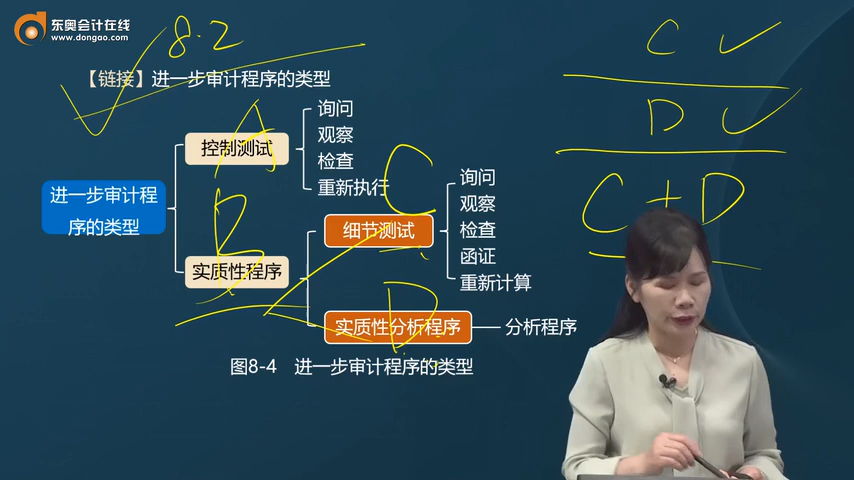 东奥会计在线
www.dongao.com
8.2
【链接】进一步审计程序的类型
C
D
C+D
A
B
C
D
进一步审计程
序的类型
控制测试
询问
观察
检查
重新执行
实质性程序
细节测试
询问
观察
检查
函证
重新计算
实质性分析程序
分析程序
图8-4 进一步审计程序的类型